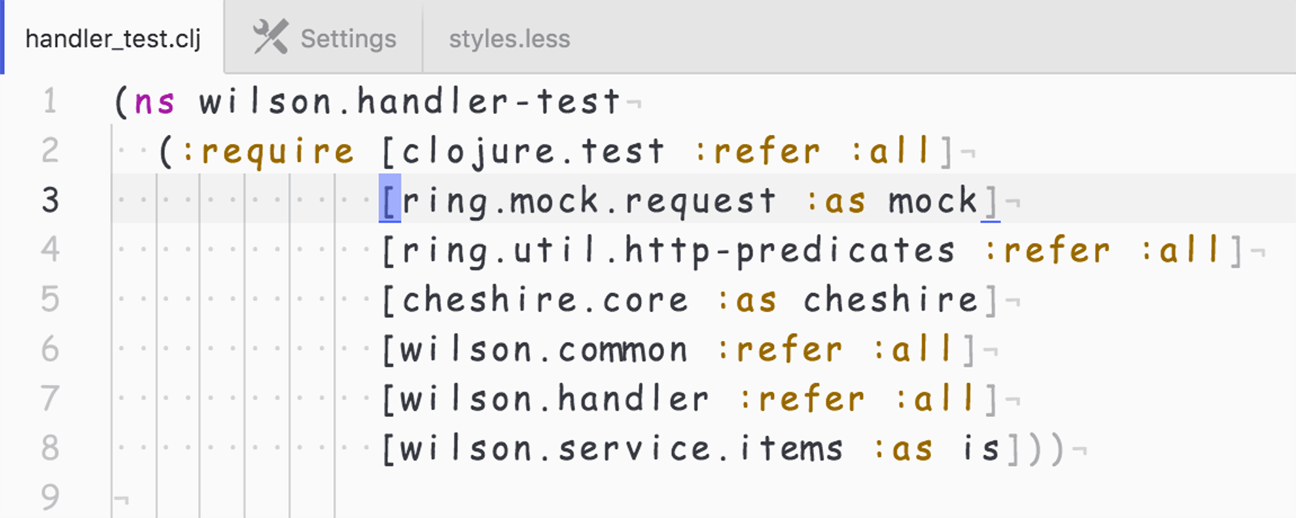 handler_test.clj Settings styles.less
1 (ns wilson.handler-test¬
2 ··(:require [clojure.test :refer :all]¬
3 ············[ring.mock.request :as mock]¬
4 ············[ring.util.http-predicates :refer :all]¬
5 ············[cheshire.core :as cheshire]¬
6 ············[wilson.common :refer :all]¬
7 ············[wilson.handler :refer :all]¬
8 ············[wilson.service.items :as is]))¬
9 ¬